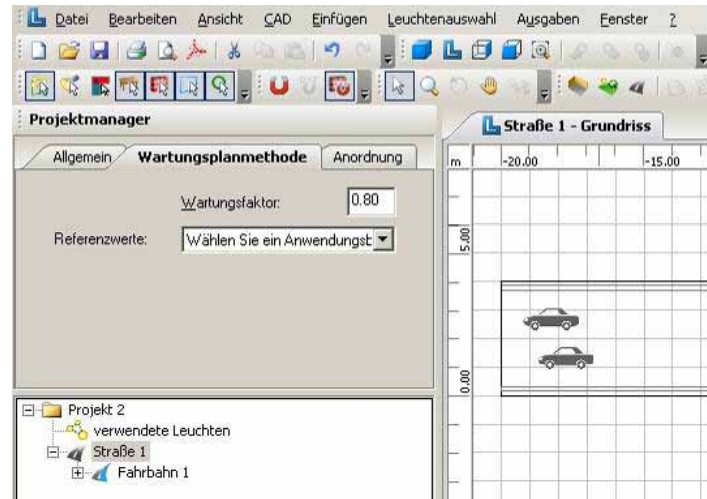 Datei Bearbeiten Ansicht CAD Einfügen Leuchtenauswahl Ausgaben Fenster ?
Projektmanager
Straße 1 - Grundriss
Allgemein Wartungsplanmethode Anordnung
m -20.00 -15.00
Wartungsfaktor: 0.80
Referenzwerte: Wählen Sie ein Anwendungst
5.00
0.00
Projekt 2
verwendete Leuchten
Straße 1
Fahrbahn 1